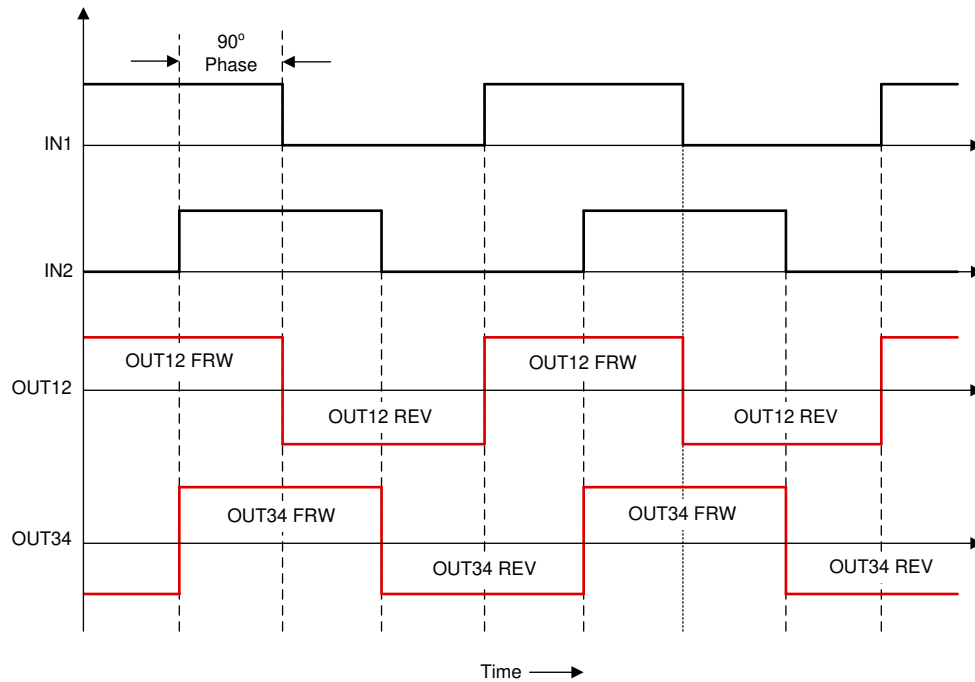 90°
Phase
IN1
IN2
OUT12 FRW
OUT12 FRW
OUT12
OUT12 REV
OUT12 REV
OUT34 FRW
OUT34 FRW
OUT34
OUT34 REV
OUT34 REV
Time